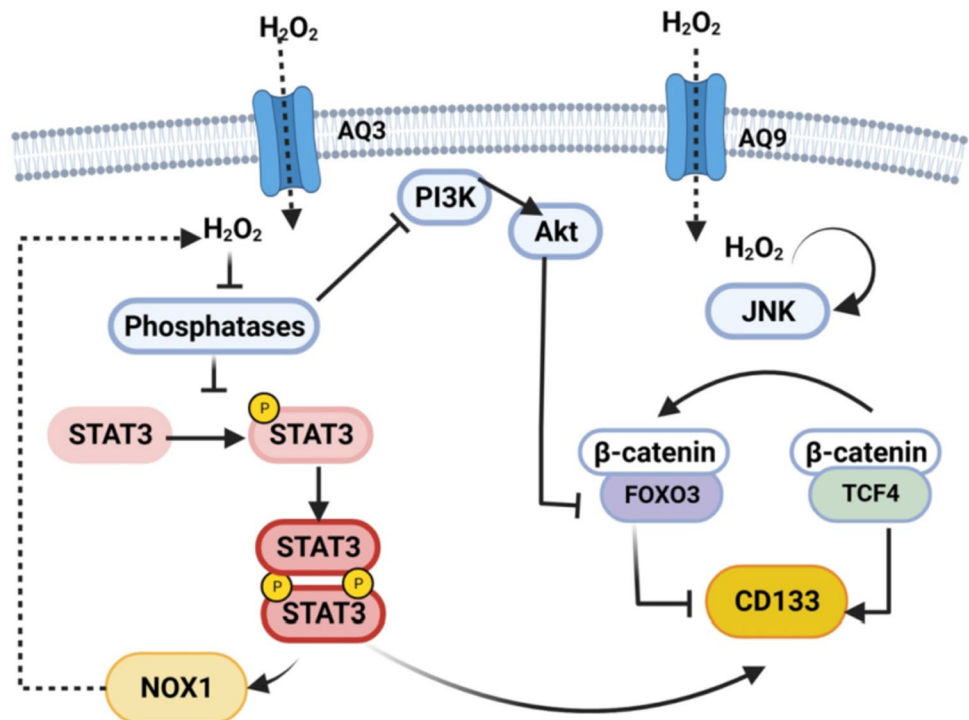 H₂O₂
H₂O₂
AQ3
AQ9
PI3K
Akt
H₂O₂
H₂O₂
Phosphatases
JNK
P
STAT3
STAT3
β-catenin
β-catenin
FOXO3
TCF4
STAT3
P
P
STAT3
CD133
NOX1